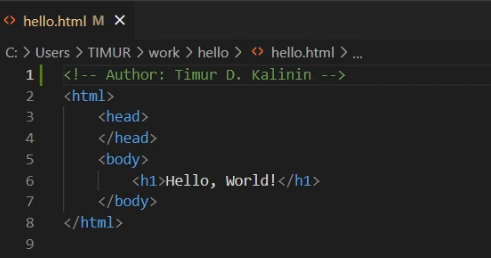 <> hello.html M ×
C: > Users > TIMUR > work > hello > <> hello.html > ...
1 <!-- Author: Timur D. Kalinin -->
2 <html>
3 <head>
4 </head>
5 <body>
6 <h1>Hello, World!</h1>
7 </body>
8 </html>
9